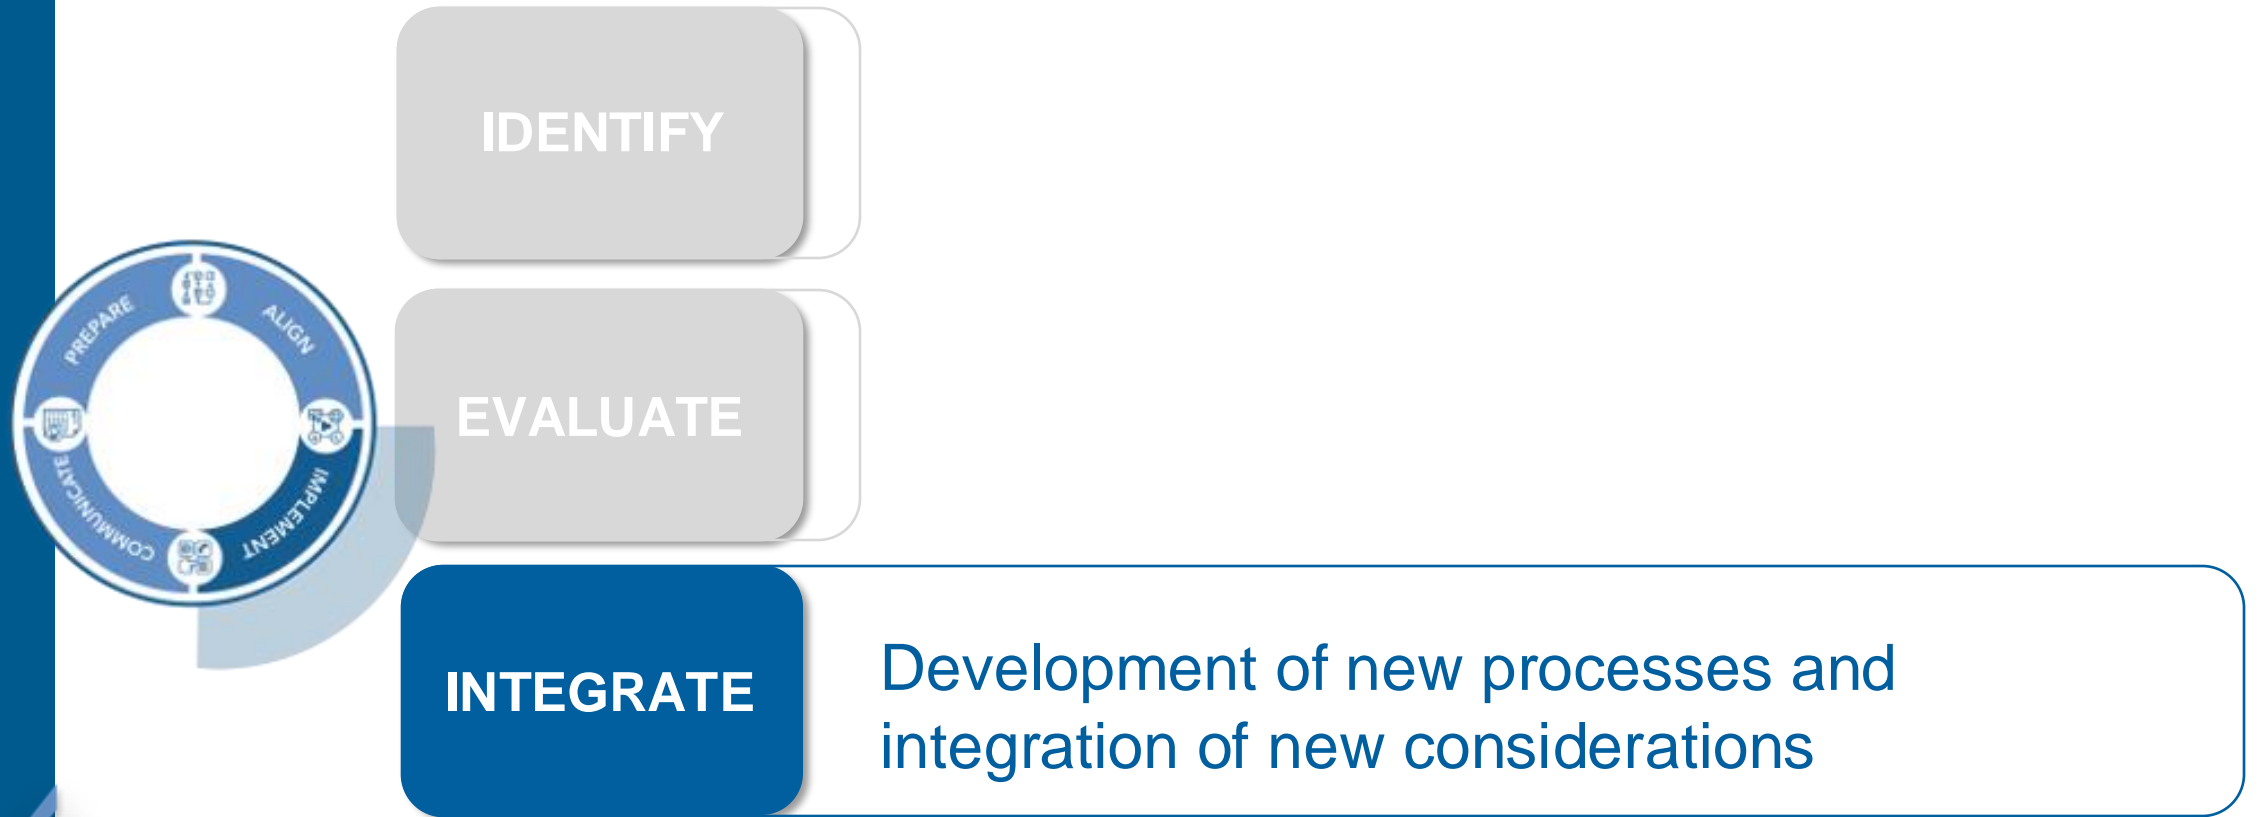 IDENTIFY
PREPARE
ALIGN
EVALUATE
COMMUNICATE
IMPLEMENT
INTEGRATE
Development of new processes and
integration of new considerations